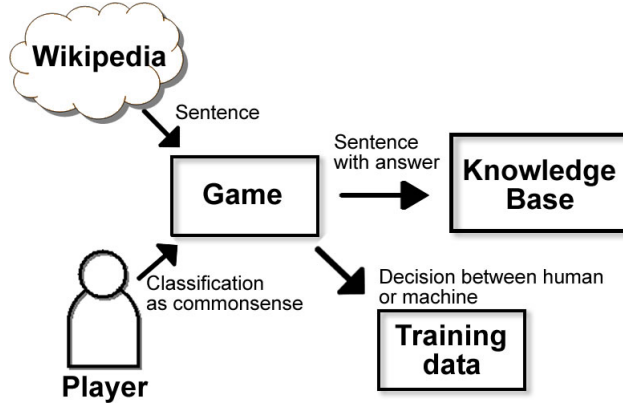 Wikipedia
Sentence
Game
Sentence
with answer
Knowledge
Base
Classification
as commonsense
Player
Decision between human
or machine
Training
data